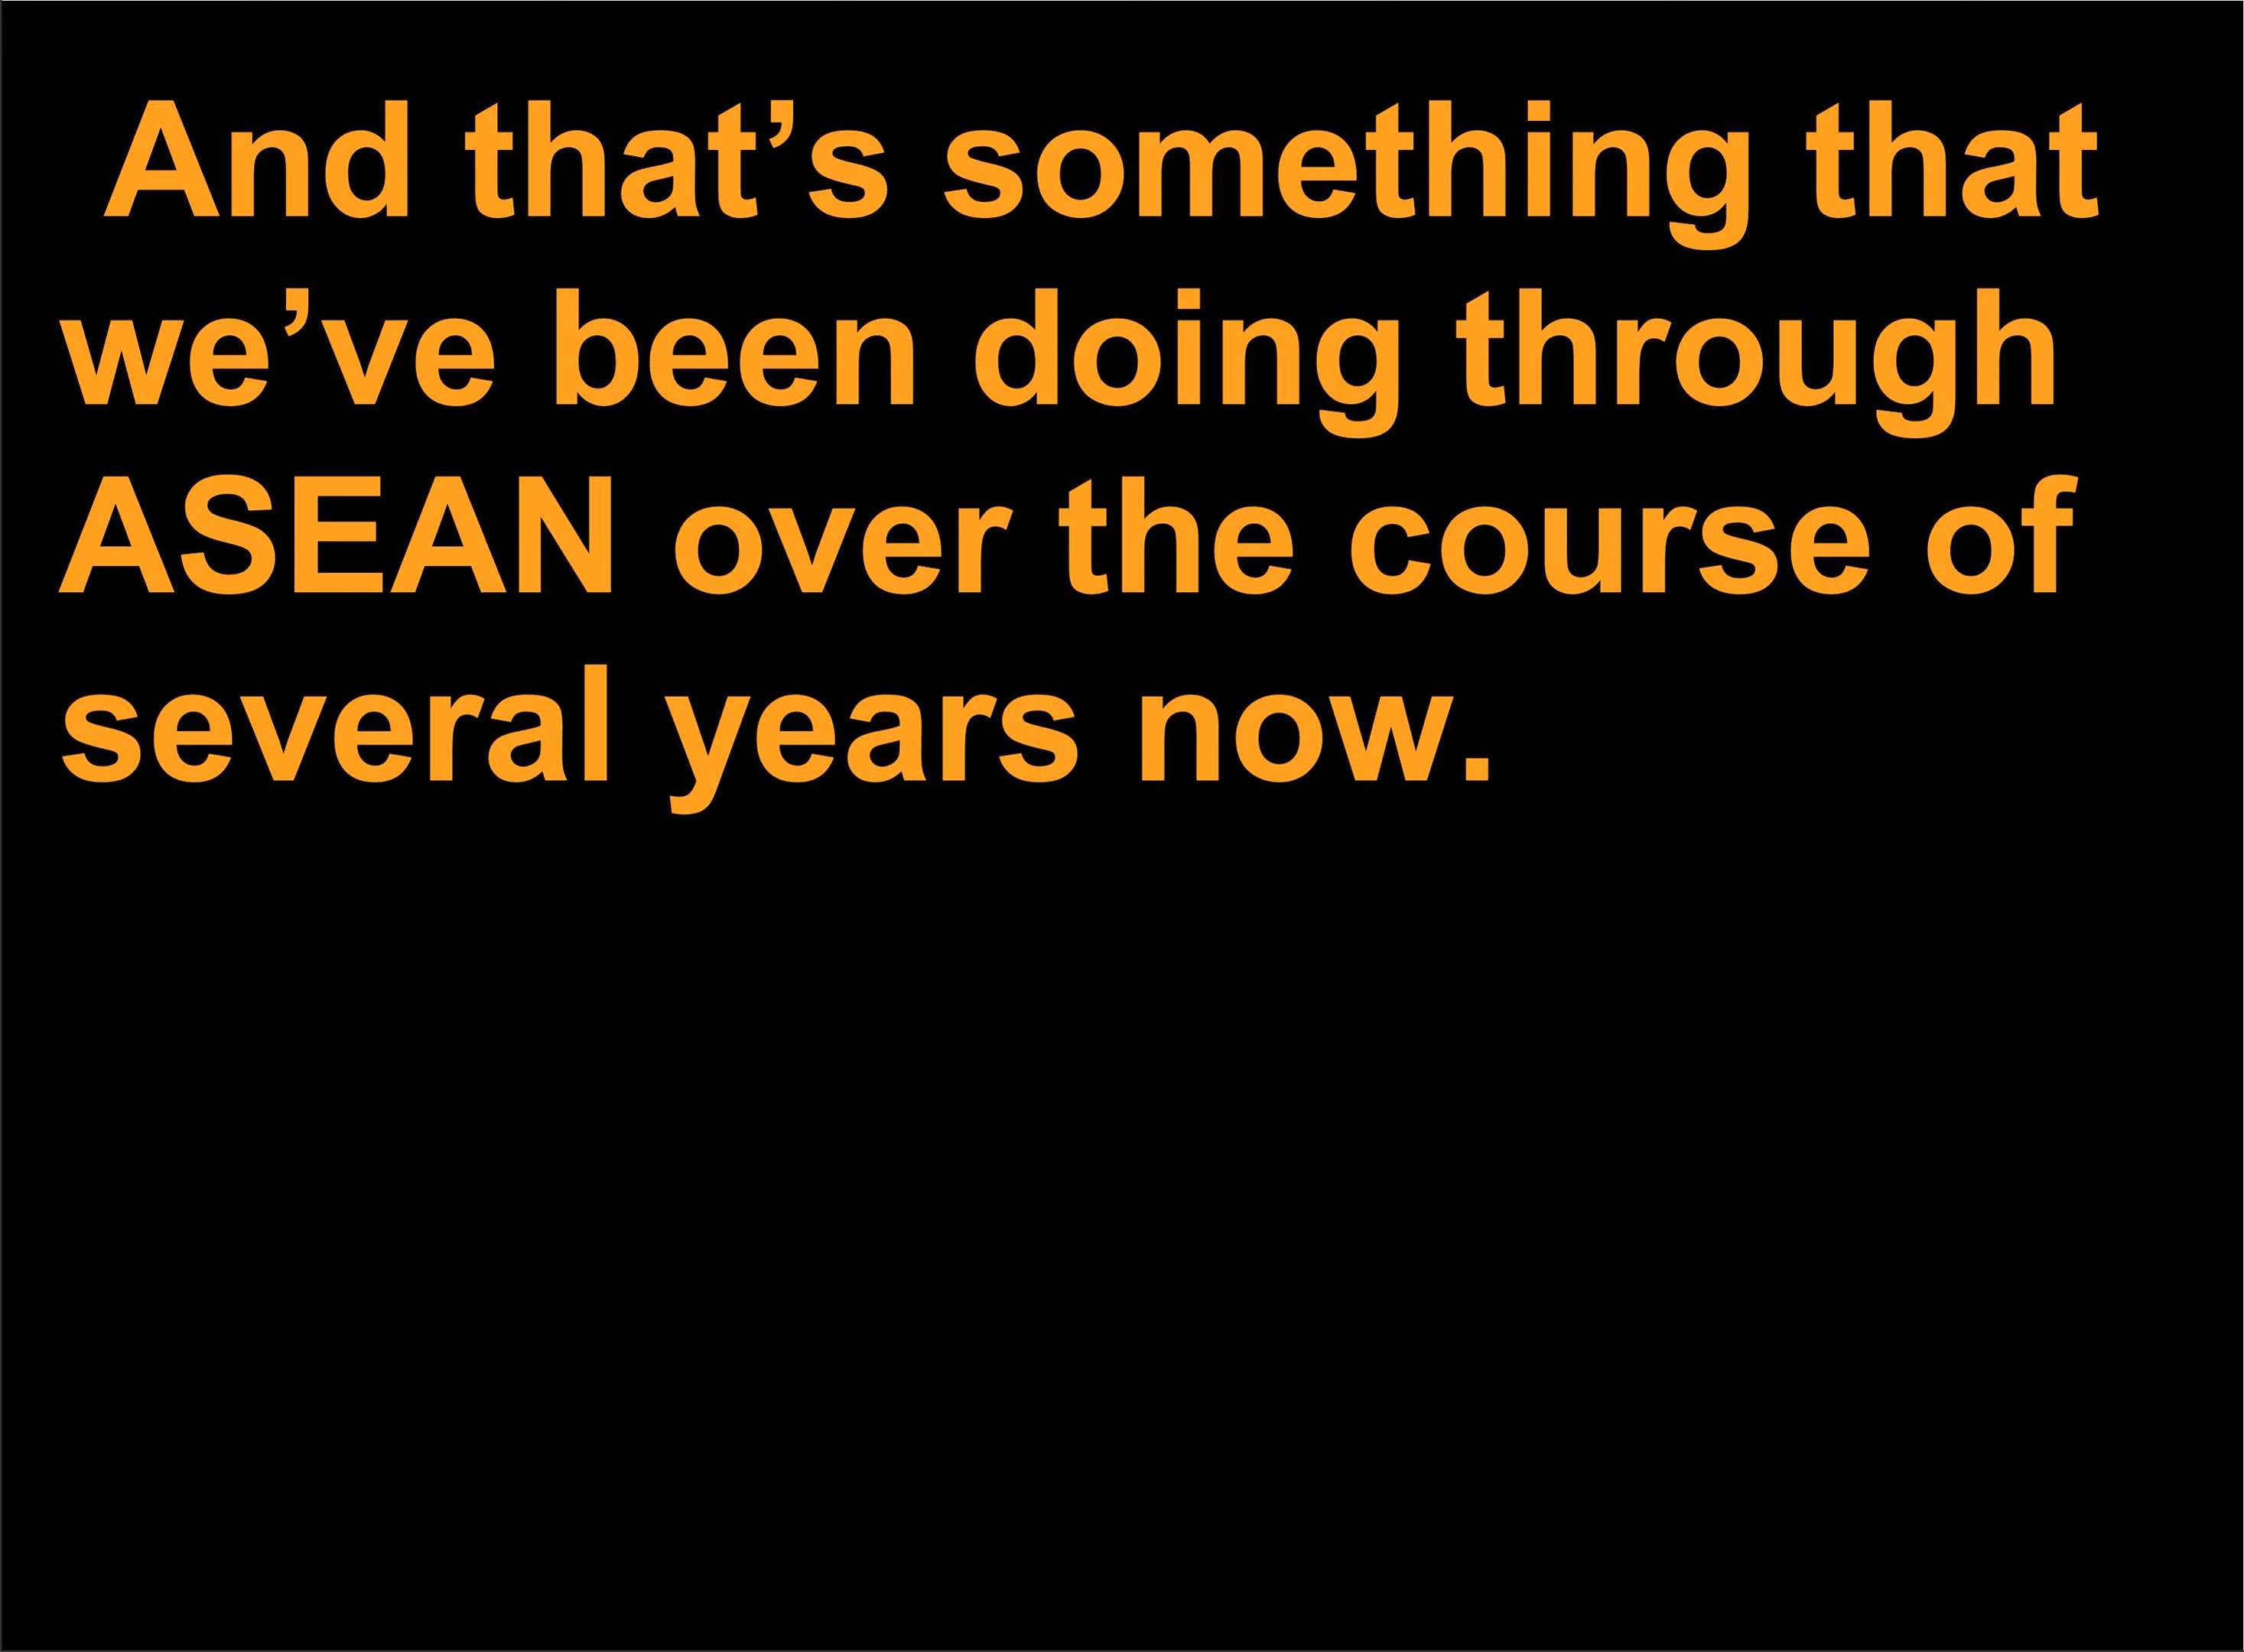 And that’s something that
we’ve been doing through
ASEAN over the course of
several years now.